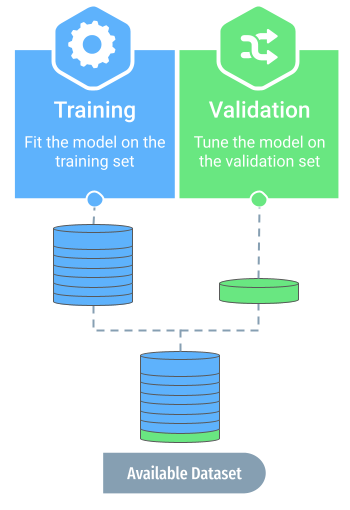 Training
Fit the model on the
training set
Validation
Tune the model on
the validation set
Available Dataset